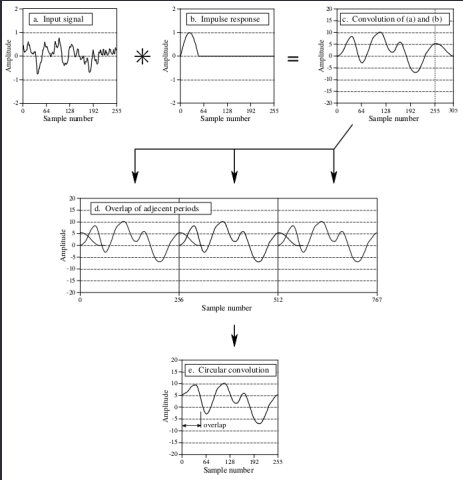 a. Input signal
Amplitude
2
1
0
-1
-2
0 64 128 192 255
Sample number
b. Impulse response
Amplitude
2
1
0
-1
-2
0 64 128 192 255
Sample number
c. Convolution of (a) and (b)
Amplitude
20
15
10
5
0
-5
-10
-15
-20
0 64 128 192 255 305
Sample number
d. Overlap of adjecent periods
Amplitude
20
15
10
5
0
-5
-10
-15
-20
0 256 512 767
Sample number
e. Circular convolution
Amplitude
20
15
10
5
0
-5
-10
-15
-20
overlap
0 64 128 192 255
Sample number